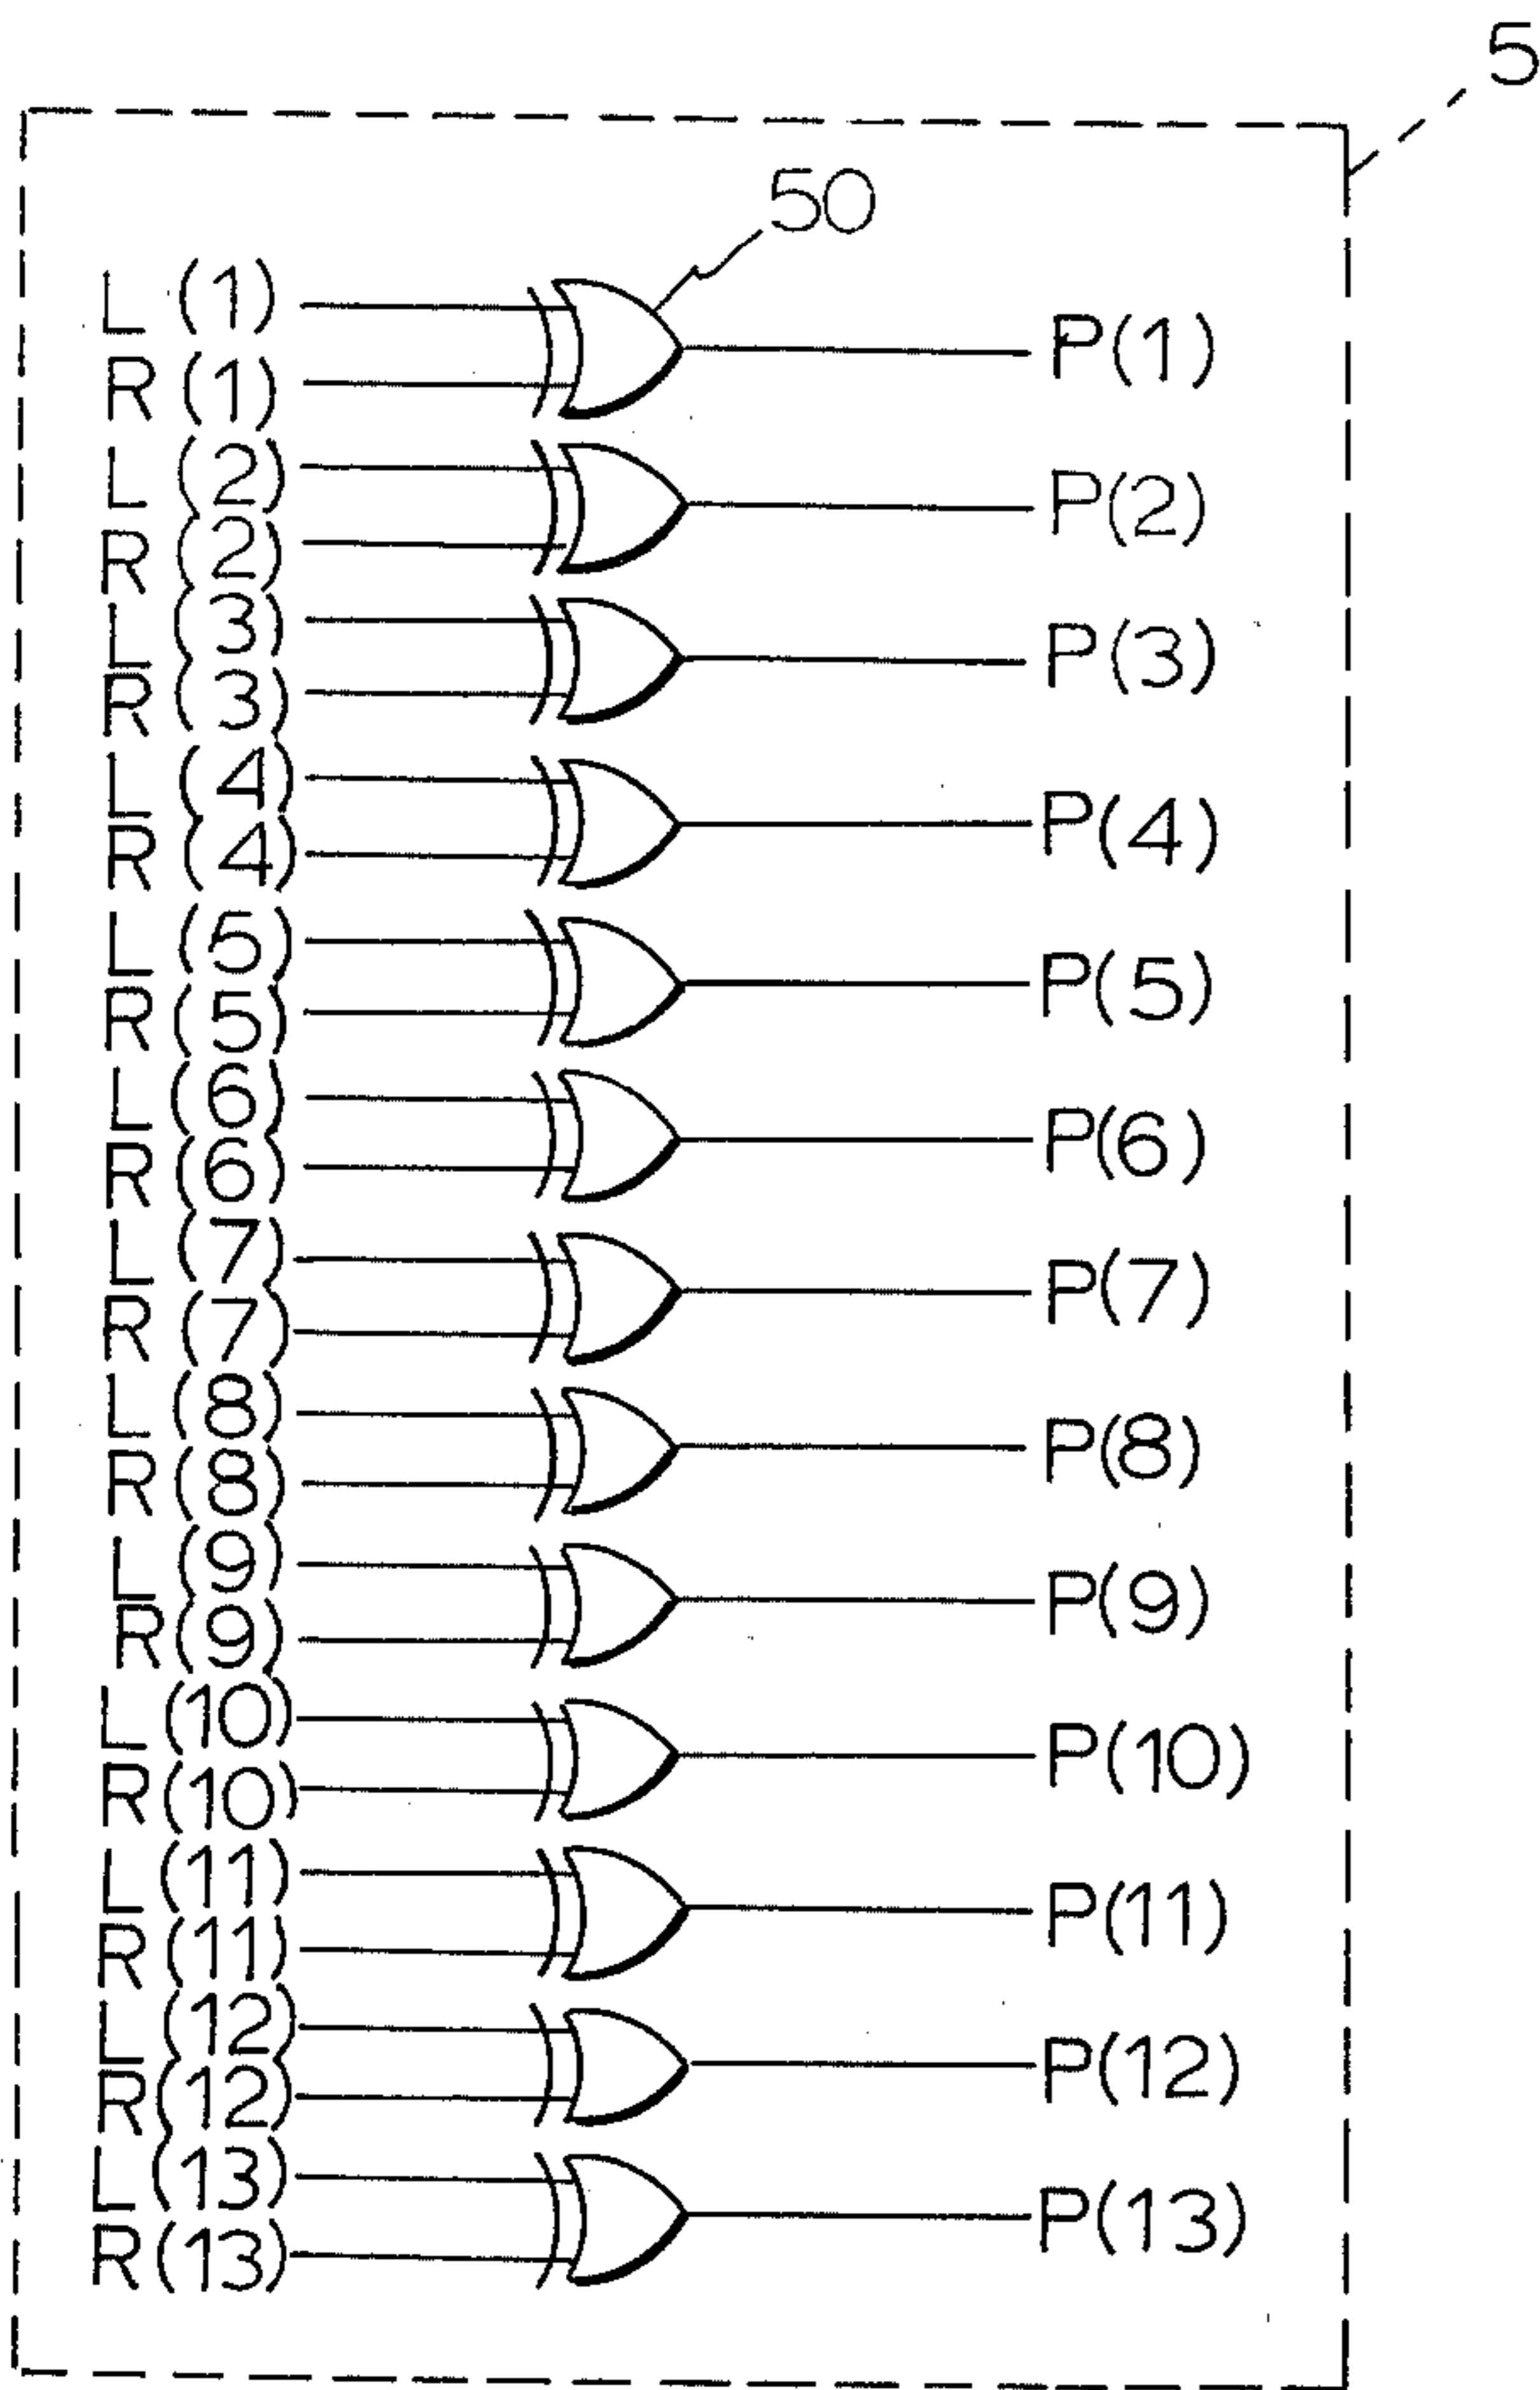 5
50
L (1)
R (1)
P(1)
L (2)
R (2)
P(2)
L (3)
R (3)
P(3)
L (4)
R (4)
P(4)
L (5)
R (5)
P(5)
L (6)
R (6)
P(6)
L (7)
R (7)
P(7)
L (8)
R (8)
P(8)
L (9)
R (9)
P(9)
L (10)
R (10)
P(10)
L (11)
R (11)
P(11)
L (12)
R (12)
P(12)
L (13)
R (13)
P(13)